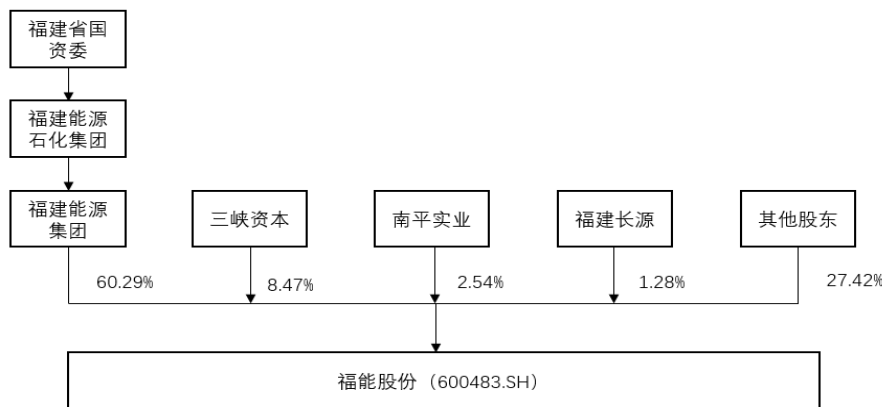 福建省国
资委
福建能源
石化集团
福建能源
集团
三峡资本
南平实业
福建长源
其他股东
60.29%
8.47%
2.54%
1.28%
27.42%
福能股份（600483.SH）